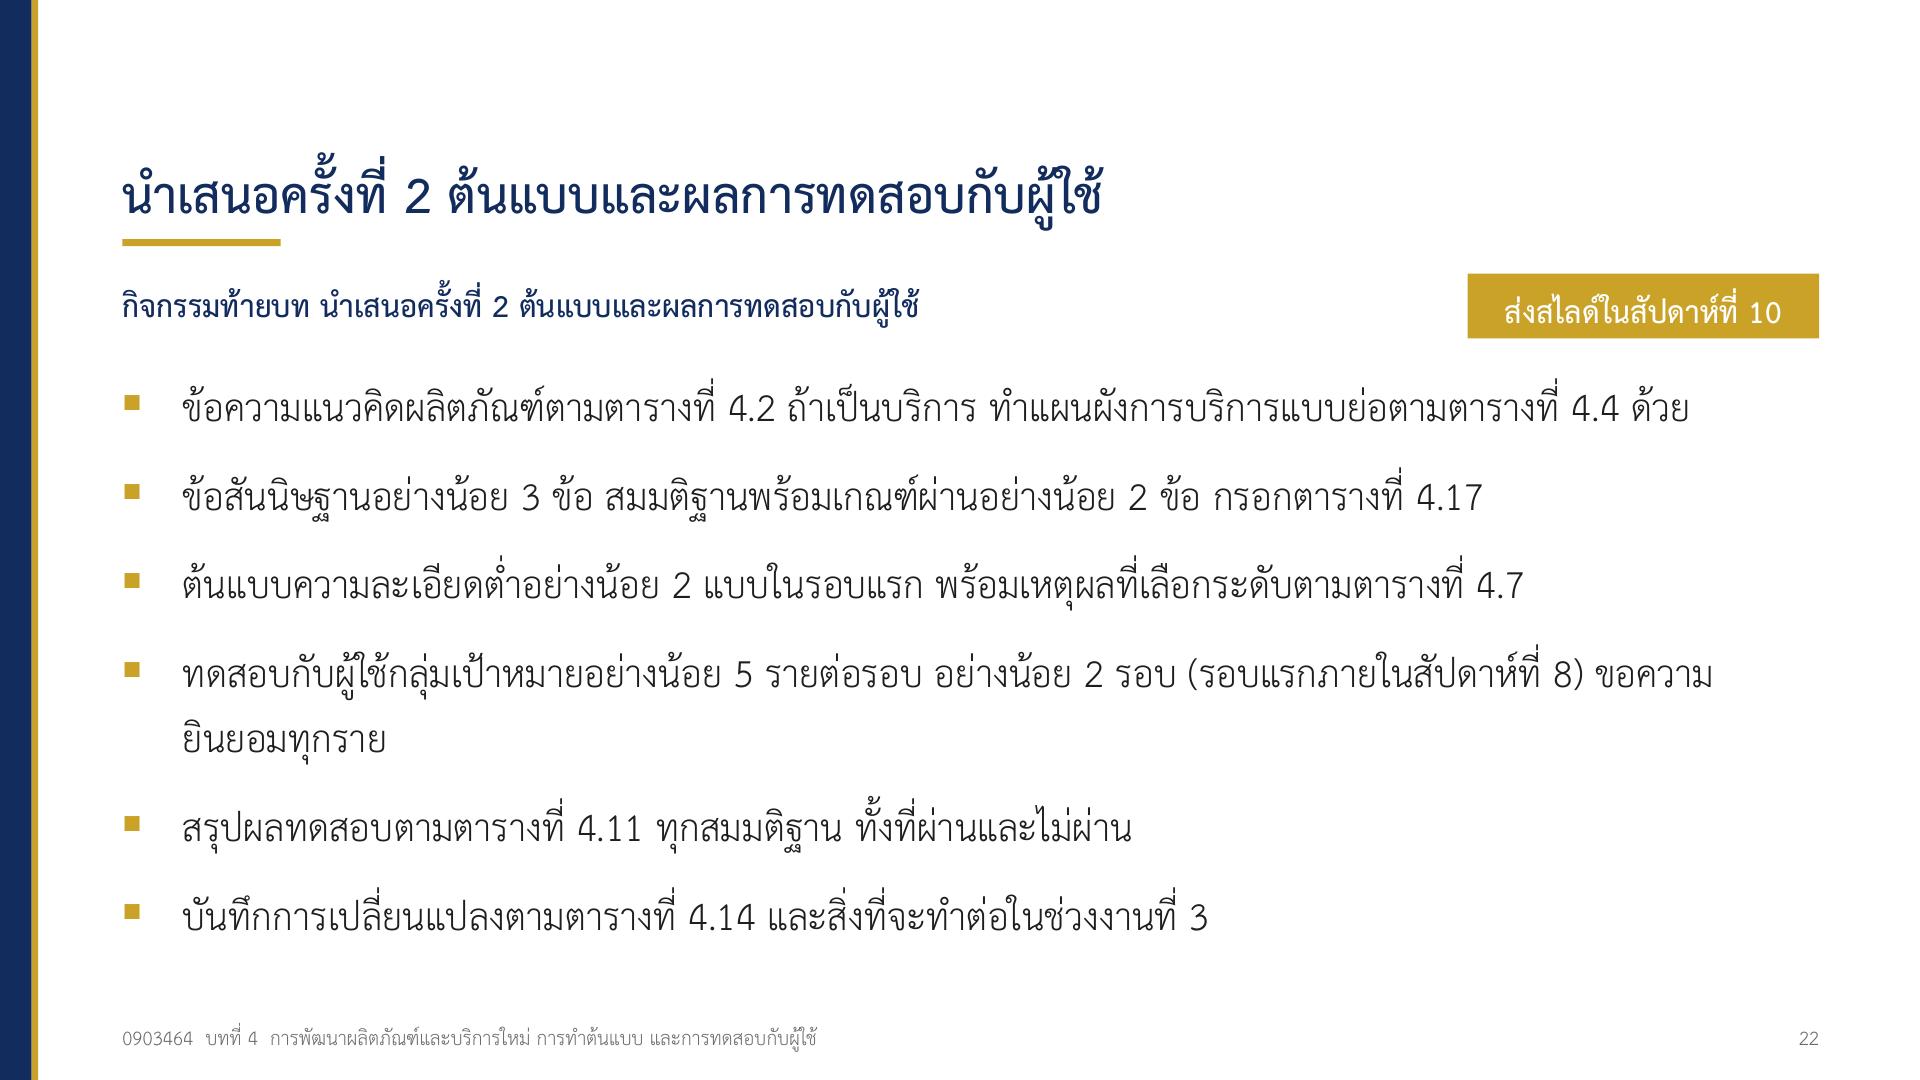 นำเสนอครั้งที่ 2 ต้นแบบและผลการทดสอบกับผู้ใช้
กิจกรรมท้ายบท นำเสนอครั้งที่ 2 ต้นแบบและผลการทดสอบกับผู้ใช้
ส่งสไลด์ในสัปดาห์ที่ 10
ข้อความแนวคิดผลิตภัณฑ์ตามตารางที่ 4.2 ถ้าเป็นบริการ ทำแผนผังการบริการแบบย่อตามตารางที่ 4.4 ด้วย
ข้อสันนิษฐานอย่างน้อย 3 ข้อ สมมติฐานพร้อมเกณฑ์ผ่านอย่างน้อย 2 ข้อ กรอกตารางที่ 4.17
ต้นแบบความละเอียดต่ำอย่างน้อย 2 แบบในรอบแรก พร้อมเหตุผลที่เลือกระดับตามตารางที่ 4.7
ทดสอบกับผู้ใช้กลุ่มเป้าหมายอย่างน้อย 5 รายต่อรอบ อย่างน้อย 2 รอบ (รอบแรกภายในสัปดาห์ที่ 8) ขอความ
ยินยอมทุกราย
สรุปผลทดสอบตามตารางที่ 4.11 ทุกสมมติฐาน ทั้งที่ผ่านและไม่ผ่าน
บันทึกการเปลี่ยนแปลงตามตารางที่ 4.14 และสิ่งที่จะทำต่อในช่วงงานที่ 3
0903464 บทที่ 4 การพัฒนาผลิตภัณฑ์และบริการใหม่ การทำต้นแบบ และการทดสอบกับผู้ใช้
22